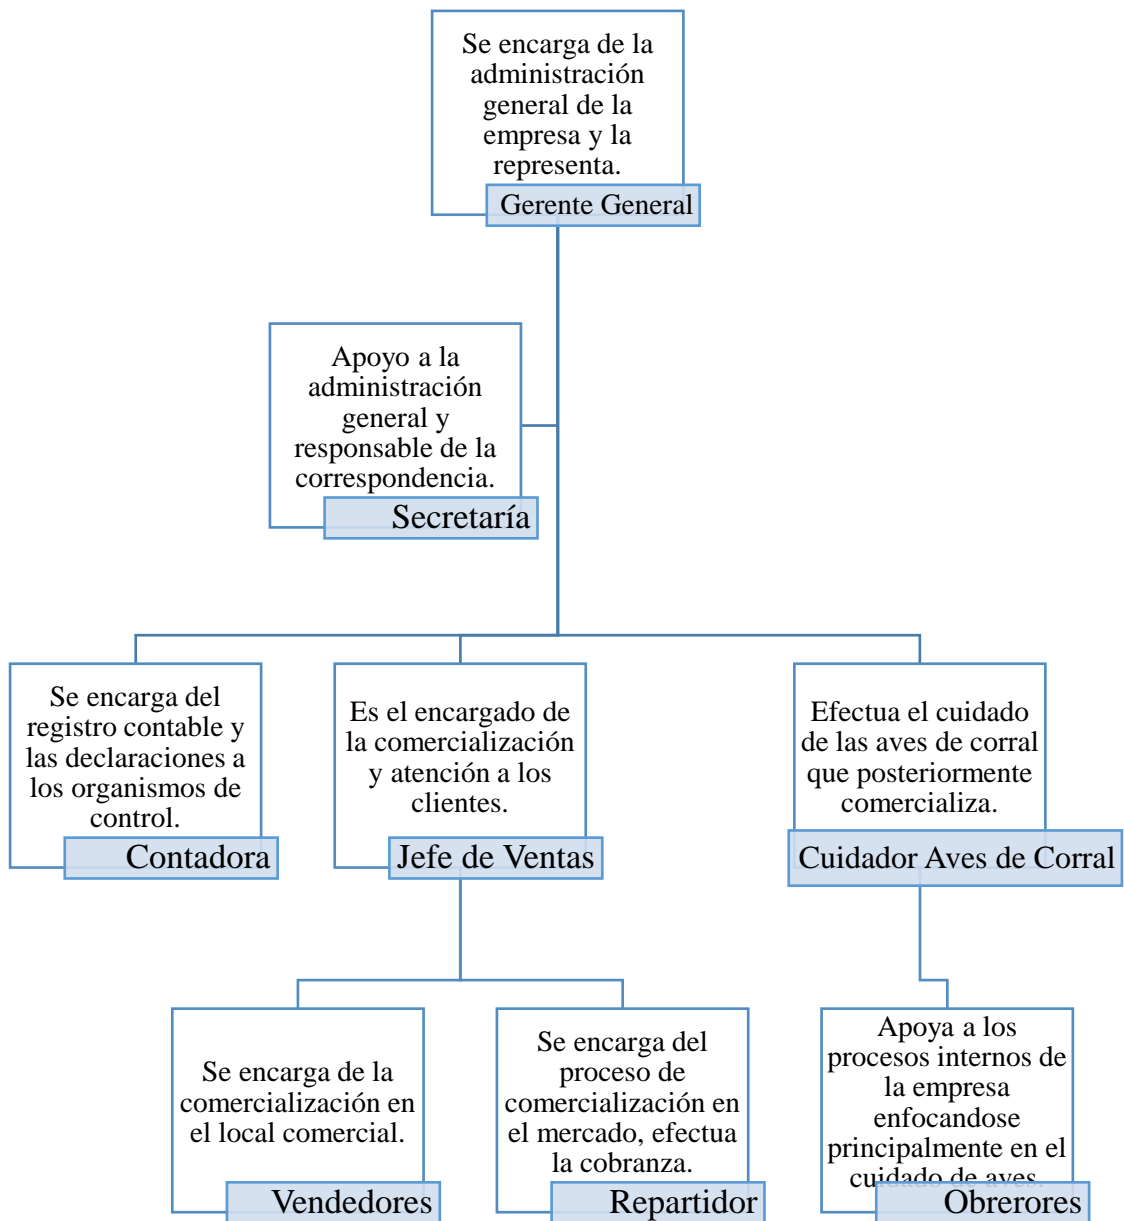 Se encarga de la
administración
general de la
empresa y la
representa.
Gerente General
Apoyo a la
administración
general y
responsable de la
correspondencia.
Secretaría
Se encarga del
registro contable y
las declaraciones a
los organismos de
control.
Contadora
Es el encargado de
la comercialización
y atención a los
clientes.
Jefe de Ventas
Efectua el cuidado
de las aves de corral
que posteriormente
comercializa.
Cuidador Aves de Corral
Se encarga de la
comercialización en
el local comercial.
Vendedores
Se encarga del
proceso de
comercialización en
el mercado, efectua
la cobranza.
Repartidor
Apoya a los
procesos internos de
la empresa
enfocandose
principalmente en el
cuidado de aves.
Obrerores